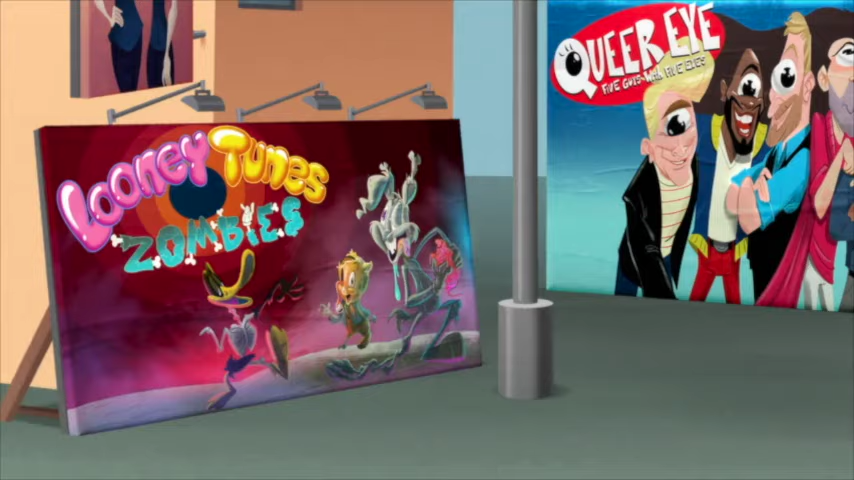 LOONEY TUNES
ZOMBIES
QUEER EYE
FIVE GUYS WITH FIVE EYES